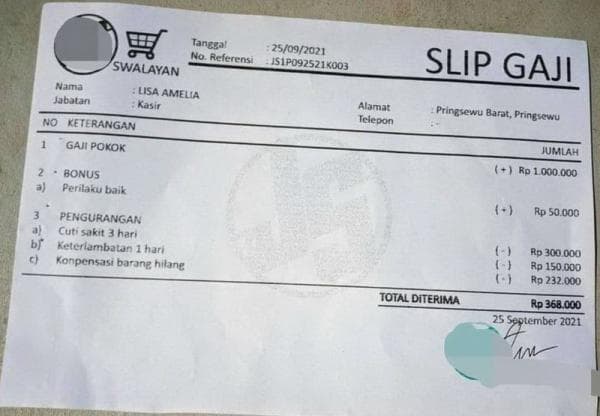 SWALAYAN
Tanggal : 25/09/2021
No. Referensi : JS1P092521K003
SLIP GAJI
Nama : LISA AMELIA
Jabatan : Kasir
Alamat : Pringsewu Barat, Pringsewu
Telepon : -
NO KETERANGAN JUMLAH
1 GAJI POKOK (+) Rp 1.000.000
2 BONUS
a) Perilaku baik (+) Rp 50.000
3 PENGURANGAN
a) Cuti sakit 3 hari (-) Rp 300.000
b) Keterlambatan 1 hari (-) Rp 150.000
c) Konpensasi barang hilang (-) Rp 232.000
TOTAL DITERIMA Rp 368.000
25 September 2021